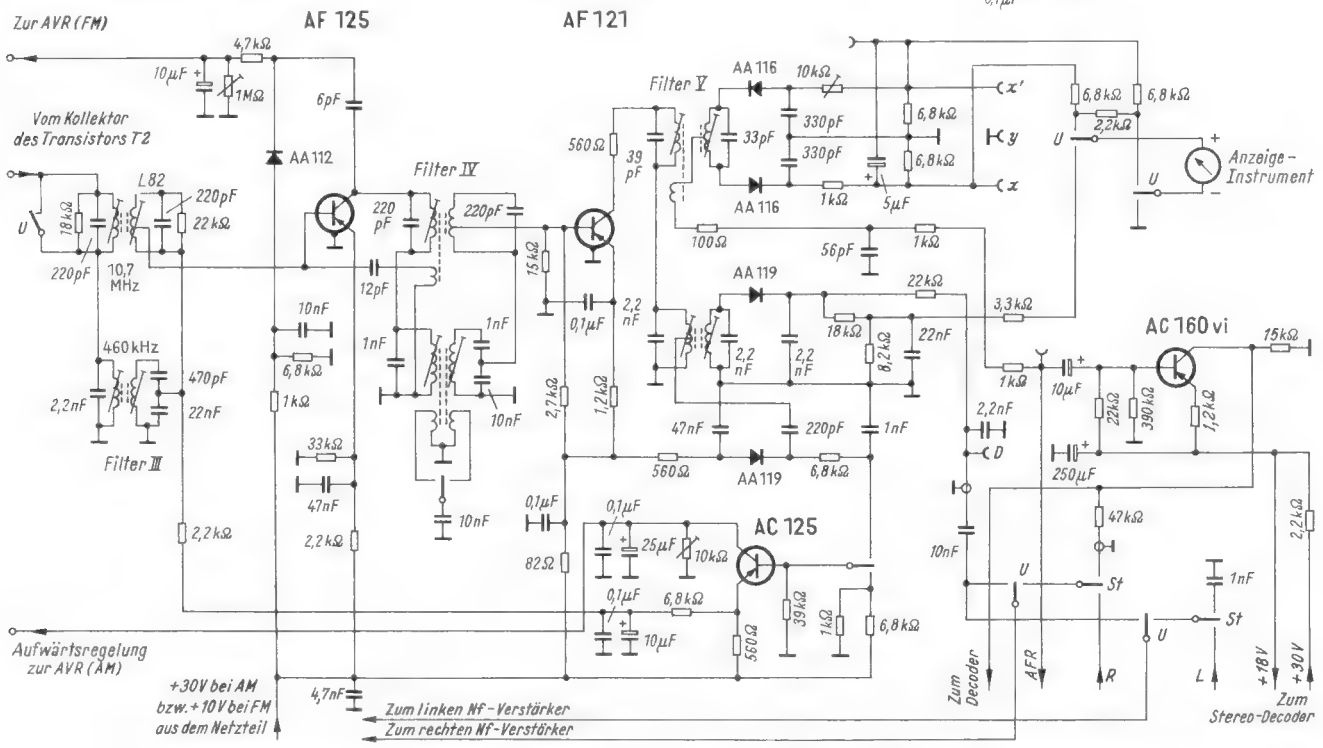 0,1µF
Zur AVR (FM)
AF 125
AF 121
4,7kΩ
10µF
+
1MΩ
6pF
Vom Kollektor
des Transistors T2
AA112
L82
220pF
22kΩ
U
18kΩ
220pF
10,7
MHz
Filter IV
220
pF
220pF
12pF
560Ω
15kΩ
0,1µF
Filter V
39
pF
33pF
AA 116
10kΩ
330pF
330pF
AA 116
1kΩ
6,8kΩ
6,8kΩ
5µF
+
x'
y
x
6,8kΩ
6,8kΩ
2,2kΩ
U
U
+
−
Anzeige-
Instrument
100Ω
56pF
1kΩ
10nF
6,8kΩ
1kΩ
460kHz
470pF
2,2nF
22nF
Filter III
1nF
1nF
10nF
10nF
33kΩ
47nF
2,2kΩ
2,2kΩ
2,7kΩ
1,2kΩ
2,2
nF
AA 119
2,2
nF
2,2
nF
18kΩ
8,2kΩ
22nF
22kΩ
3,3kΩ
47nF
220pF
1nF
560Ω
AA119
6,8kΩ
AC 160 vi
15kΩ
1kΩ
10µF
+
22kΩ
390kΩ
1,2kΩ
250µF
+
2,2nF
D
10nF
47kΩ
2,2kΩ
0,1µF
82Ω
0,1µF
+
25µF
10kΩ
AC 125
0,1µF
+
10µF
6,8kΩ
560Ω
39kΩ
1kΩ
6,8kΩ
U
St
U
St
1nF
Aufwärtsregelung
zur AVR (AM)
+30V bei AM
bzw. +10V bei FM
aus dem Netzteil
4,7nF
Zum linken Nf-Verstärker
Zum rechten Nf-Verstärker
Zum
Decoder
AFR
R
L
+18V
+30V
Zum
Stereo-Decoder